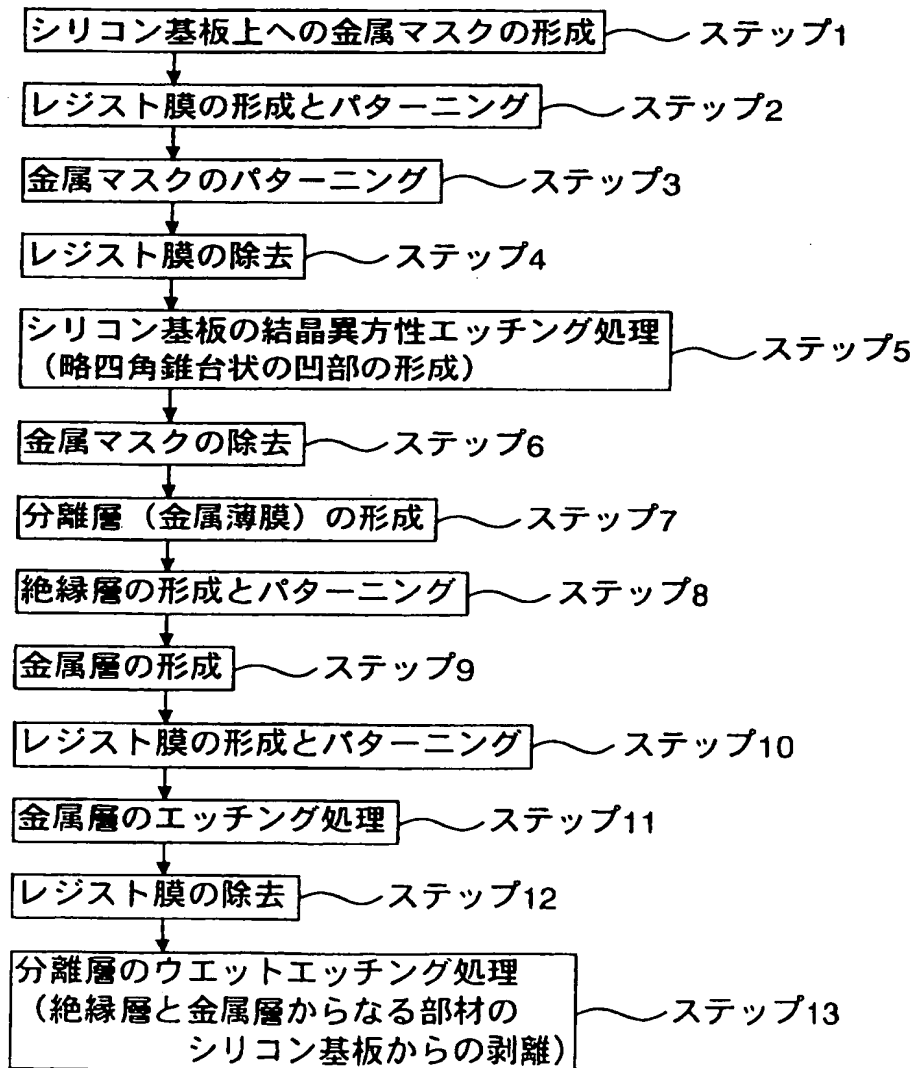 シリコン基板上への金属マスクの形成 ステップ1
レジスト膜の形成とパターニング ステップ2
金属マスクのパターニング ステップ3
レジスト膜の除去 ステップ4
シリコン基板の結晶異方性エッチング処理
(略四角錐台状の凹部の形成) ステップ5
金属マスクの除去 ステップ6
分離層(金属薄膜)の形成 ステップ7
絶縁層の形成とパターニング ステップ8
金属層の形成 ステップ9
レジスト膜の形成とパターニング ステップ10
金属層のエッチング処理 ステップ11
レジスト膜の除去 ステップ12
分離層のウエットエッチング処理
(絶縁層と金属層からなる部材の ステップ13
シリコン基板からの剥離)